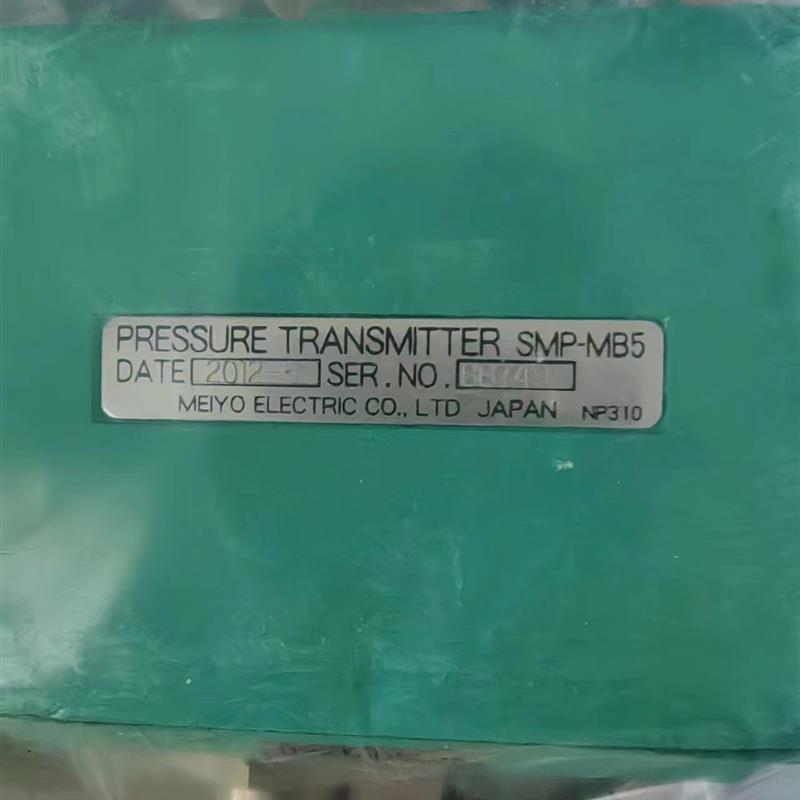 PRESSURE TRANSMITTER SMP-MB5
DATE SER.NO.
MEIYO ELECTRIC CO., LTD JAPAN NP310